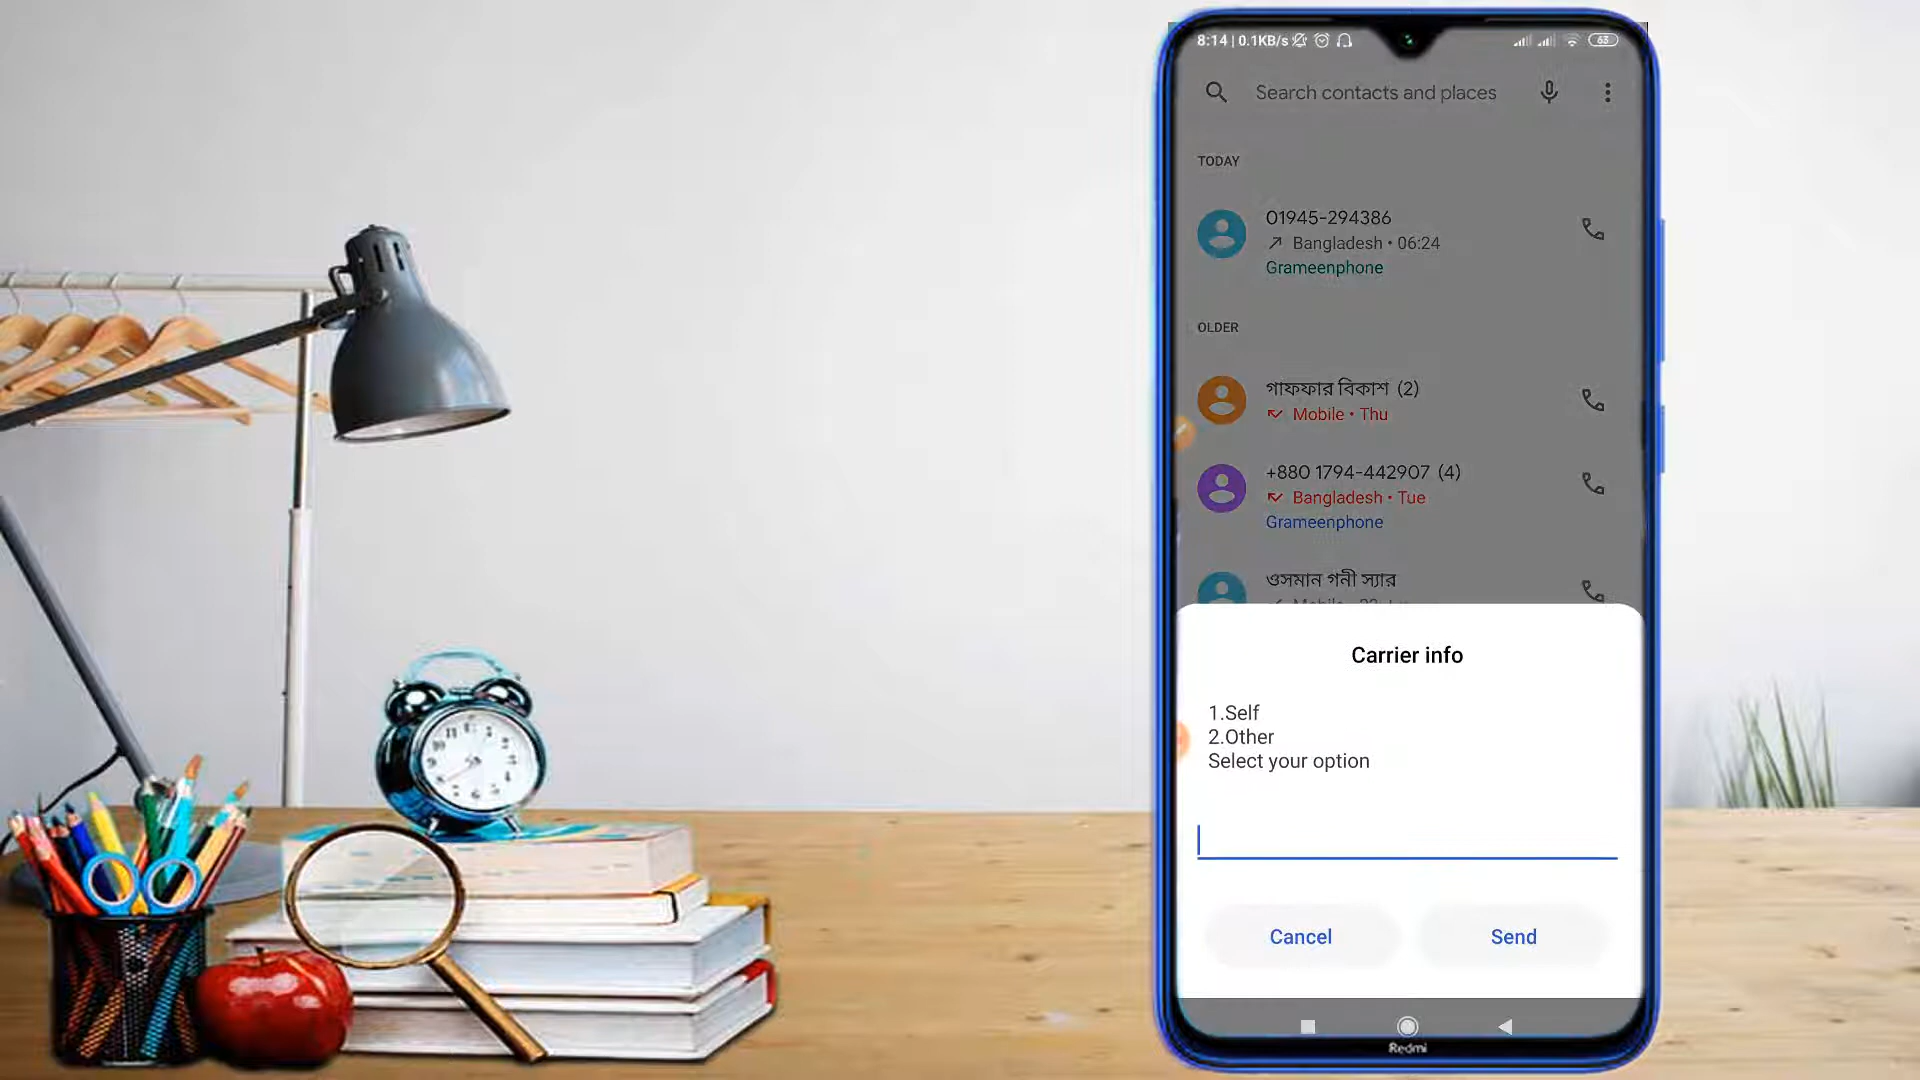 8:14 | 0.1KB/s 63
Search contacts and places
TODAY
01945-294386
Bangladesh • 06:24
Grameenphone
OLDER
গাফফার বিকাশ (2)
Mobile • Thu
+880 1794-442907 (4)
Bangladesh • Tue
Grameenphone
ওসমান গনী স্যার
Carrier info
1.Self
2.Other
Select your option
Cancel Send
Redmi